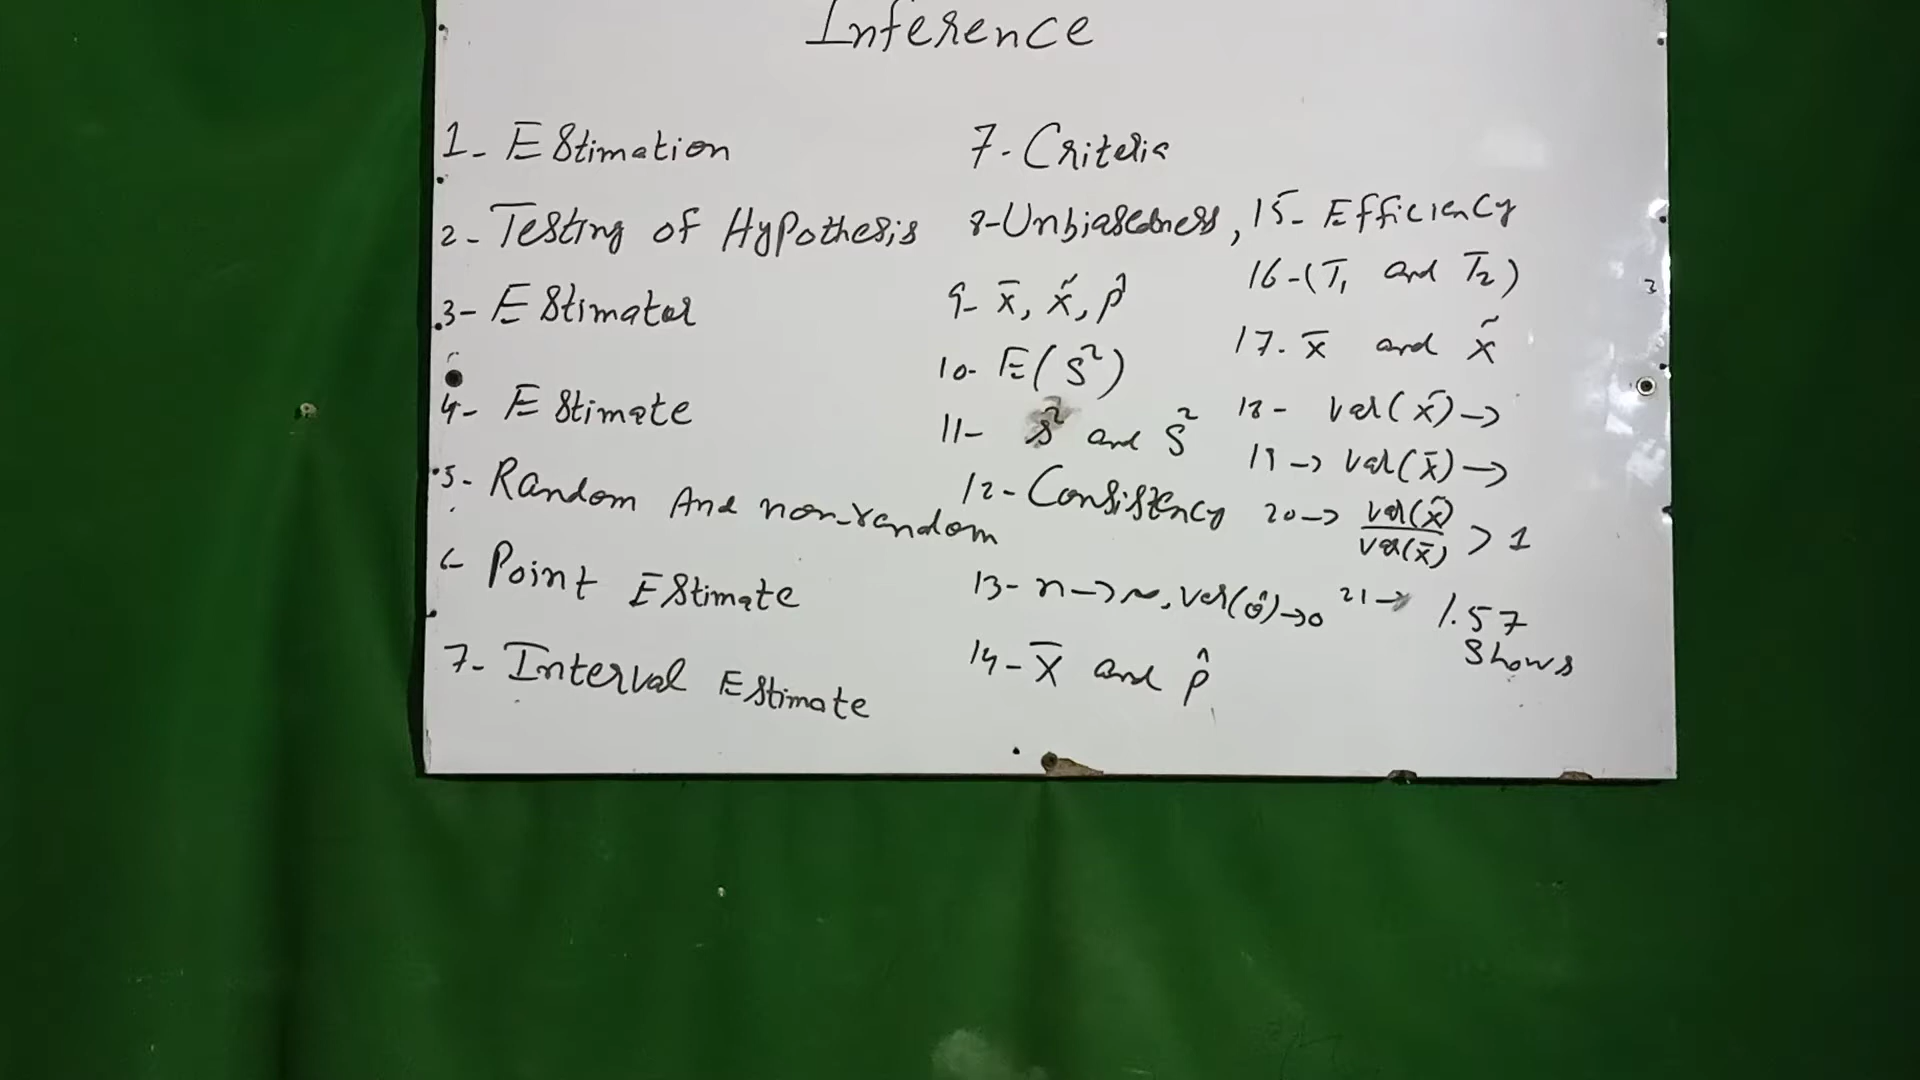 Inference
1- Estimation
2- Testing of Hypothesis
3- Estimator
4- Estimate
5- Random And non-random
6- Point Estimate
7- Interval Estimate
7- Criteria
8- Unbiasedness,
9- x̄, x̃, p̂
10- E(S²)
11- s² and S²
12- Consistency
13- n→∞, var(θ̂)→0
14- X̄ and p̂
15- Efficiency
16- (T₁ and T₂)
17- x̄ and x̃
18- var(x̃)→
19→ var(x̄)→
20→ var(x̃)/var(x̄) > 1
21→ 1.57
Shows